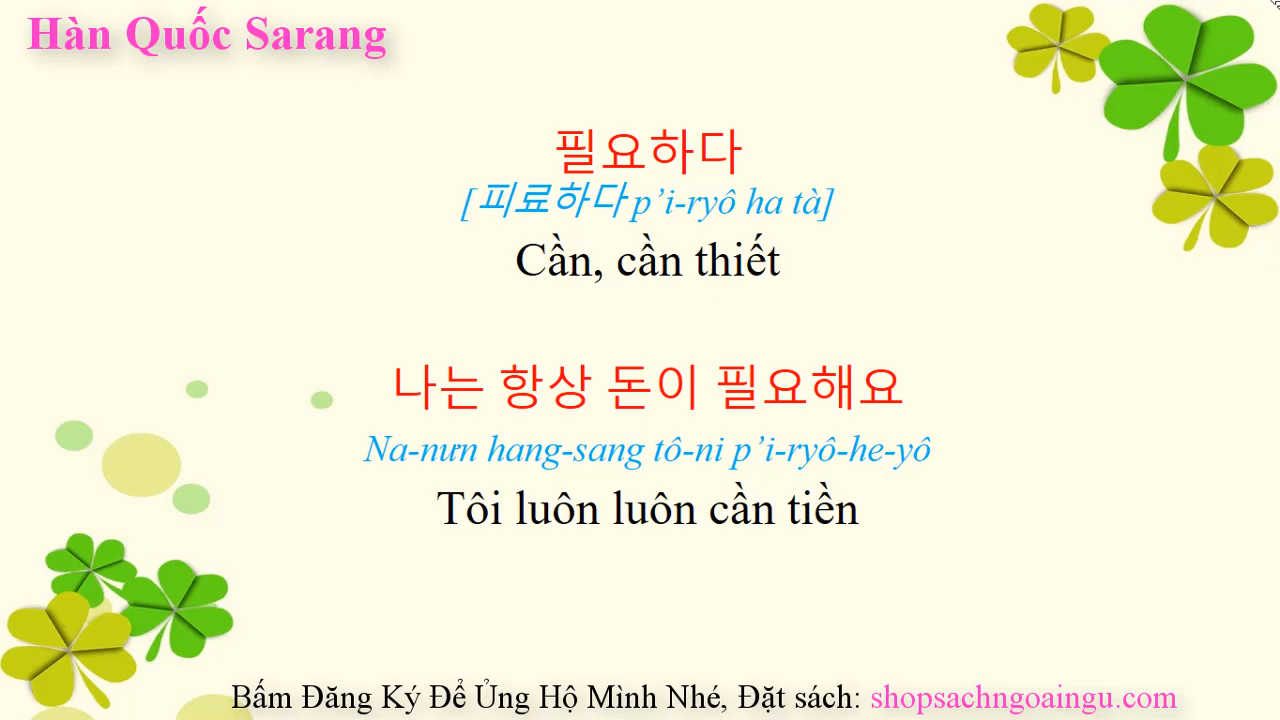 Hàn Quốc Sarang
필요하다
[피료하다 p’i-ryô ha tà]
Cần, cần thiết
나는 항상 돈이 필요해요
Na-nưn hang-sang tô-ni p’i-ryô-he-yô
Tôi luôn luôn cần tiền
Bấm Đăng Ký Để Ủng Hộ Mình Nhé, Đặt sách: shopsachngoaingu.com